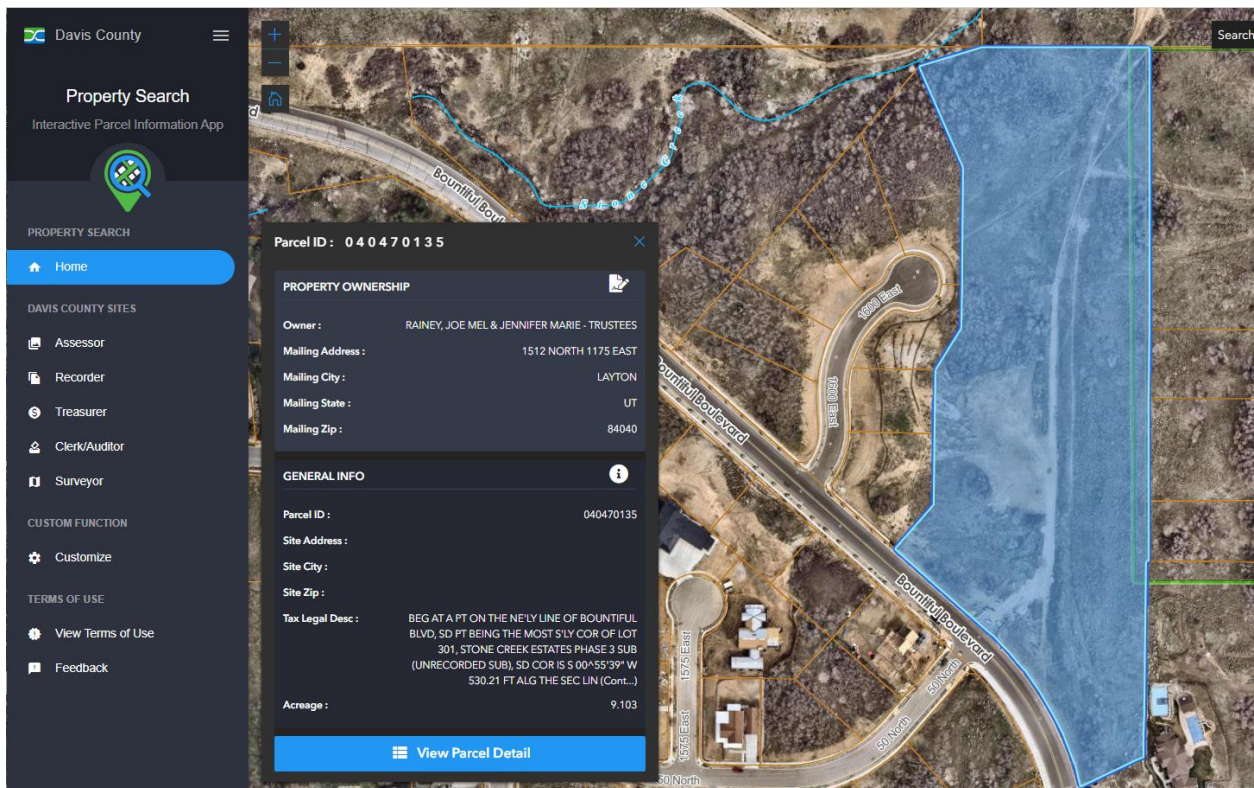 Davis County
Property Search
Interactive Parcel Information App
PROPERTY SEARCH
Home
DAVIS COUNTY SITES
Assessor
Recorder
Treasurer
Clerk/Auditor
Surveyor
CUSTOM FUNCTION
Customize
TERMS OF USE
View Terms of Use
Feedback
Search
Stone Creek
Bountiful Bou
Parcel ID : 040470135
PROPERTY OWNERSHIP
Owner : RAINEY, JOE MEL & JENNIFER MARIE - TRUSTEES
Mailing Address : 1512 NORTH 1175 EAST
Mailing City : LAYTON
Mailing State : UT
Mailing Zip : 84040
GENERAL INFO
Parcel ID : 040470135
Site Address :
Site City :
Site Zip :
Tax Legal Desc : BEG AT A PT ON THE NE'LY LINE OF BOUNTIFUL
BLVD, SD PT BEING THE MOST S'LY COR OF LOT
301, STONE CREEK ESTATES PHASE 3 SUB
(UNRECORDED SUB), SD COR IS S 00^55'39" W
530.21 FT ALG THE SEC LIN (Cont...)
Acreage : 9.103
View Parcel Detail
1600 East
1600 East
Bountiful Boulevard
Bountiful Boulevard
1575 East
1575 East
50 North
50 North
50 North